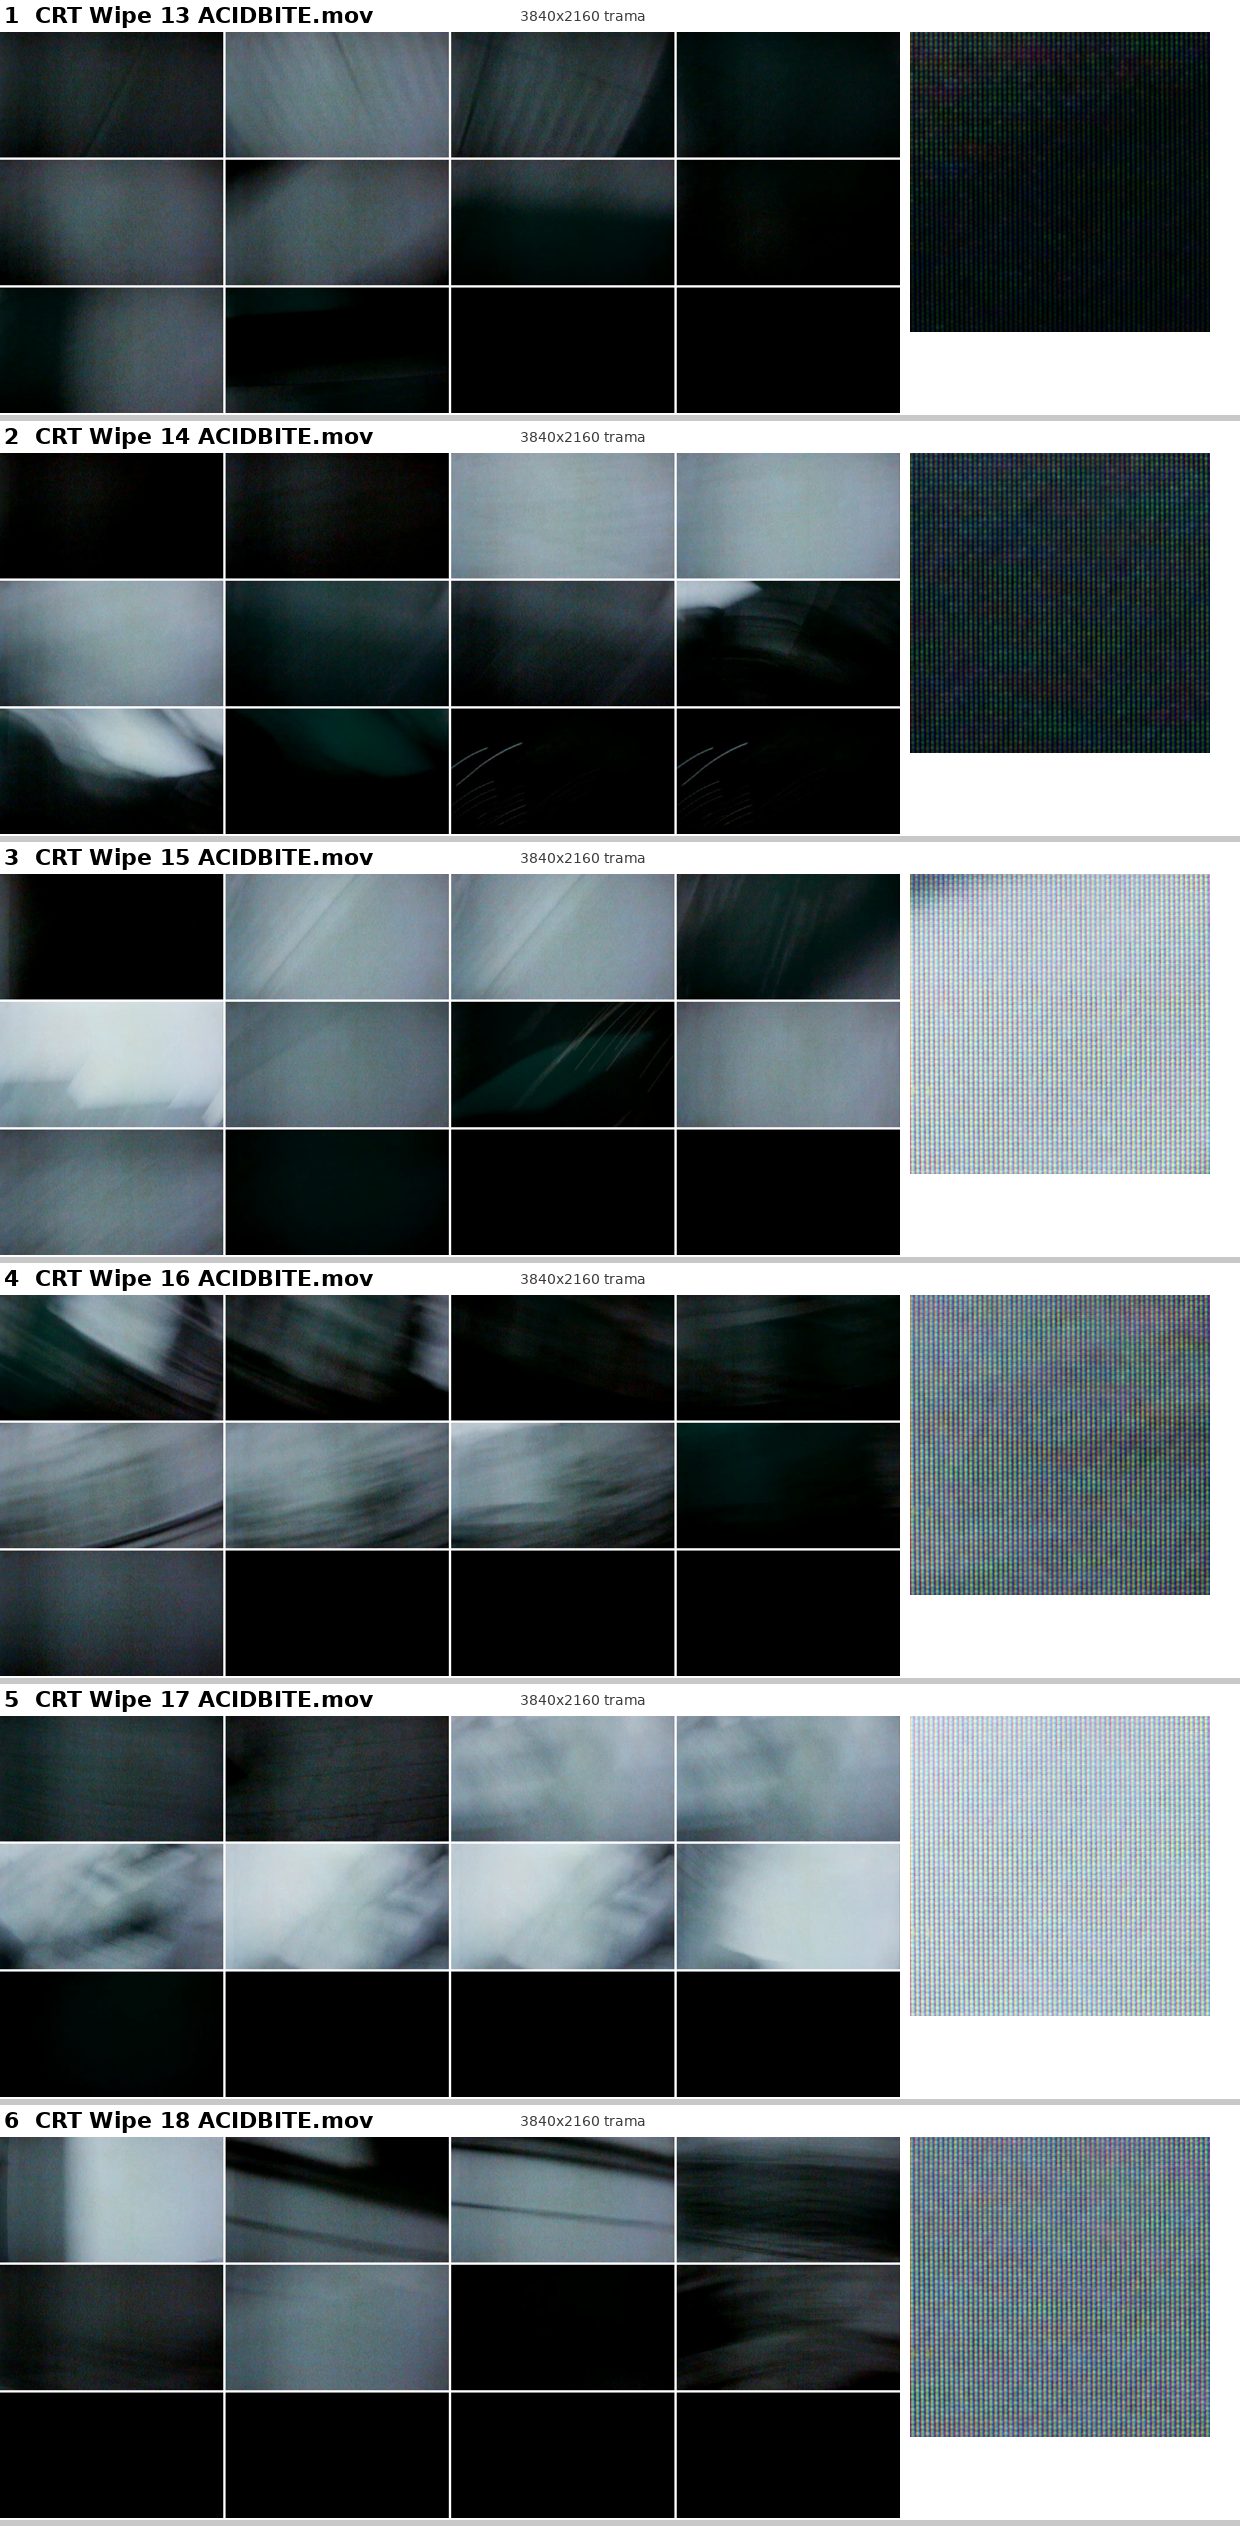 1 CRT Wipe 13 ACIDBITE.mov 3840x2160 trama
2 CRT Wipe 14 ACIDBITE.mov 3840x2160 trama
3 CRT Wipe 15 ACIDBITE.mov 3840x2160 trama
4 CRT Wipe 16 ACIDBITE.mov 3840x2160 trama
5 CRT Wipe 17 ACIDBITE.mov 3840x2160 trama
6 CRT Wipe 18 ACIDBITE.mov 3840x2160 trama